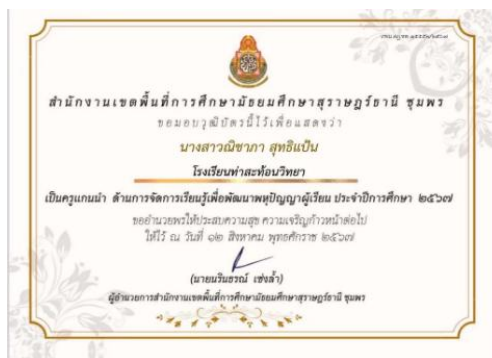 สำนักงานเขตพื้นที่การศึกษามัธยมศึกษาสุราษฎร์ธานี ชุมพร
ขอมอบวุฒิบัตรนี้ไว้เพื่อแสดงว่า
นางสาวณิชาภา สุทธิแป้น
โรงเรียนท่าสะท้อนวิทยา
เป็นครูแกนนำ ด้านการจัดการเรียนรู้เพื่อพัฒนาพหุปัญญาผู้เรียน ประจำปีการศึกษา ๒๕๖๗
ขออำนวยพรให้ประสบความสุข ความเจริญก้าวหน้าต่อไป
ให้ไว้ ณ วันที่ ๑๒ สิงหาคม พุทธศักราช ๒๕๖๗
(นายนรินธรณ์ เช่งล้ำ)
ผู้อำนวยการสำนักงานเขตพื้นที่การศึกษามัธยมศึกษาสุราษฎร์ธานี ชุมพร